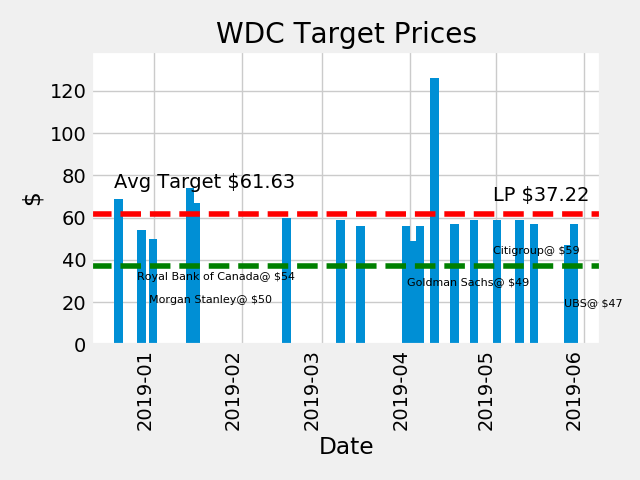 WDC Target Prices
$
120
100
80
60
40
20
0
Avg Target $61.63
LP $37.22
Citigroup@ $59
Royal Bank of Canada@ $54
Goldman Sachs@ $49
Morgan Stanley@ $50
UBS@ $47
2019-01
2019-02
2019-03
2019-04
2019-05
2019-06
Date